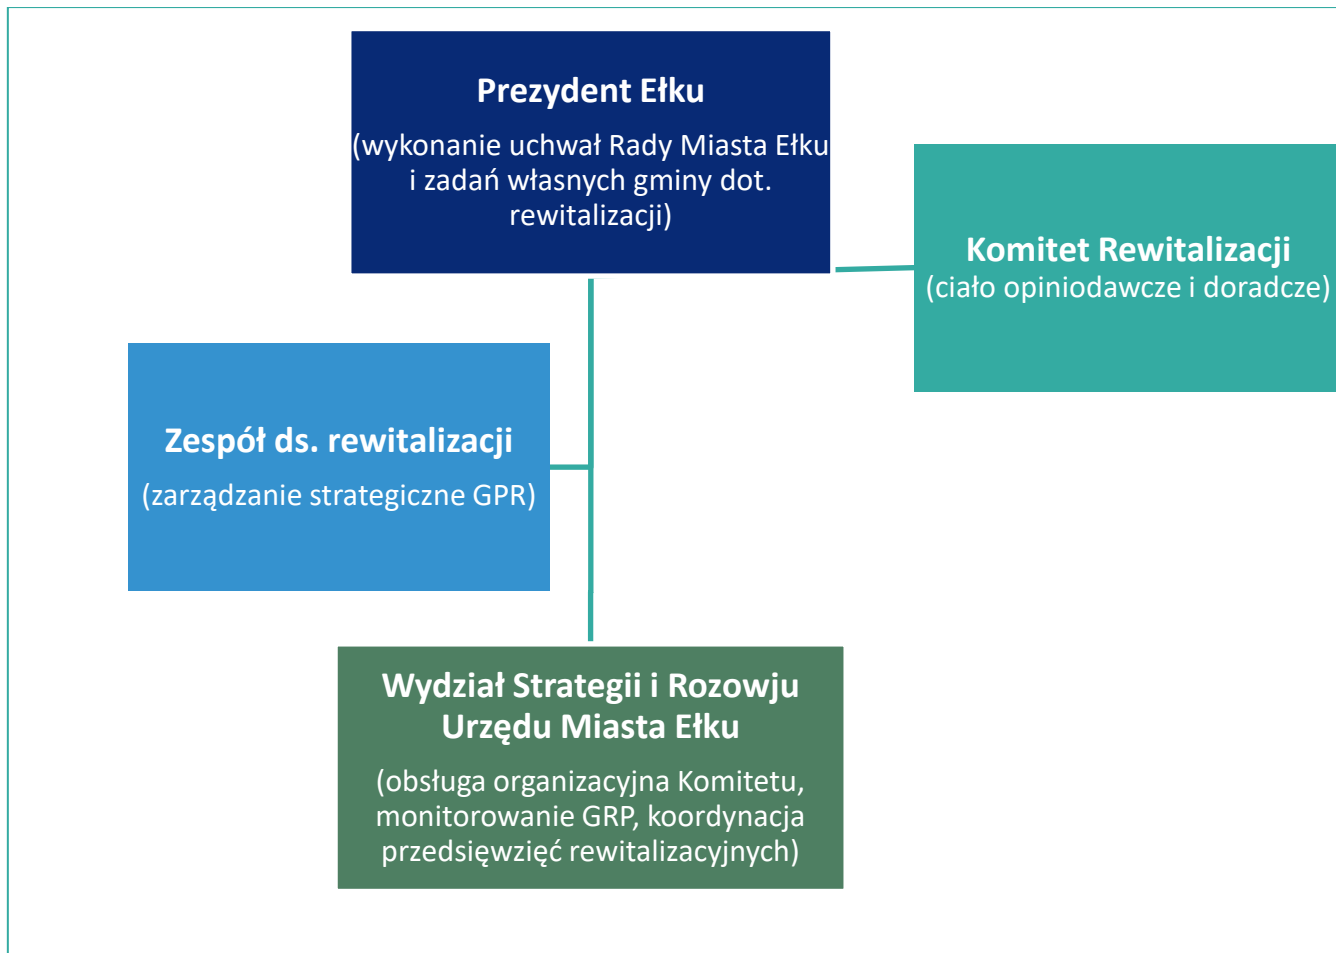 Prezydent Ełku
(wykonanie uchwał Rady Miasta Ełku
i zadań własnych gminy dot.
rewitalizacji)
Komitet Rewitalizacji
(ciało opiniodawcze i doradcze)
Zespół ds. rewitalizacji
(zarządzanie strategiczne GPR)
Wydział Strategii i Rozowju
Urzędu Miasta Ełku
(obsługa organizacyjna Komitetu,
monitorowanie GRP, koordynacja
przedsięwzięć rewitalizacyjnych)